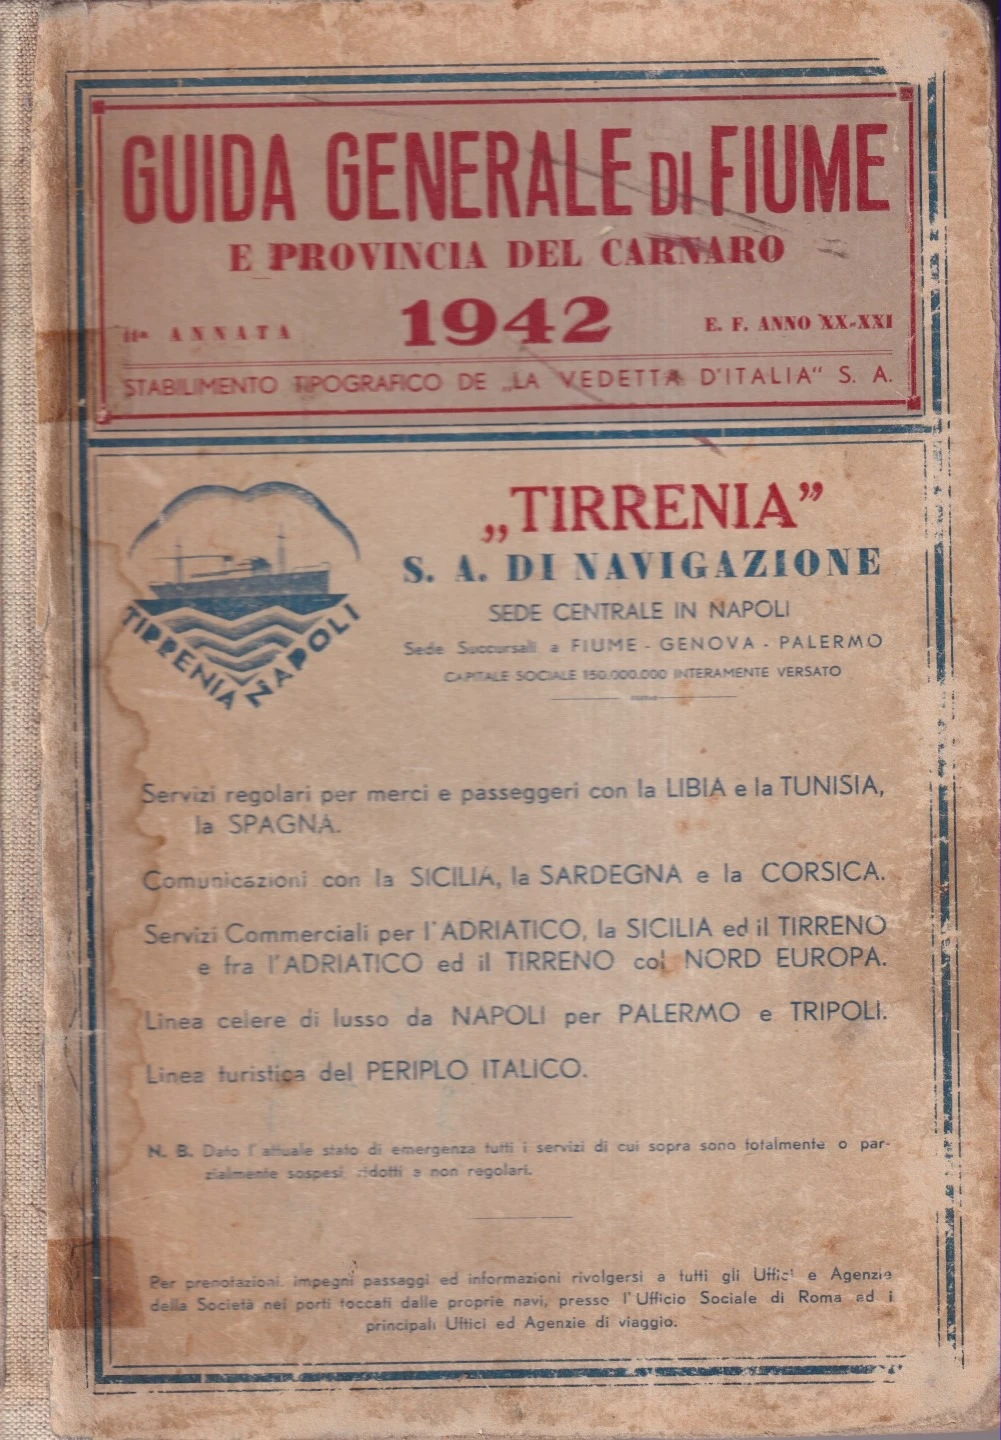 GUIDA GENERALE DI FIUME
E PROVINCIA DEL CARNARO
11ª ANNATA 1942 E. F. ANNO XX-XXI
STABILIMENTO TIPOGRAFICO DE „LA VEDETTA D'ITALIA" S. A.
„TIRRENIA”
S. A. DI NAVIGAZIONE
SEDE CENTRALE IN NAPOLI
Sede Succursali a FIUME - GENOVA - PALERMO
CAPITALE SOCIALE 150.000.000 INTERAMENTE VERSATO
TIRRENIA NAPOLI
Servizi regolari per merci e passeggeri con la LIBIA e la TUNISIA,
la SPAGNA.
Comunicazioni con la SICILIA, la SARDEGNA e la CORSICA.
Servizi Commerciali per l'ADRIATICO, la SICILIA ed il TIRRENO
e fra l'ADRIATICO ed il TIRRENO col NORD EUROPA.
Linea celere di lusso da NAPOLI per PALERMO e TRIPOLI.
Linea turistica del PERIPLO ITALICO.
N. B. Dato l'attuale stato di emergenza tutti i servizi di cui sopra sono totalmente o par-
zialmente sospesi, ridotti a non regolari.
Per prenotazioni, impegni passaggi ed informazioni rivolgersi a tutti gli Uffici e Agenzie
della Società nei porti toccati dalle proprie navi, presso l'Ufficio Sociale di Roma ed i
principali Uffici ed Agenzie di viaggio.